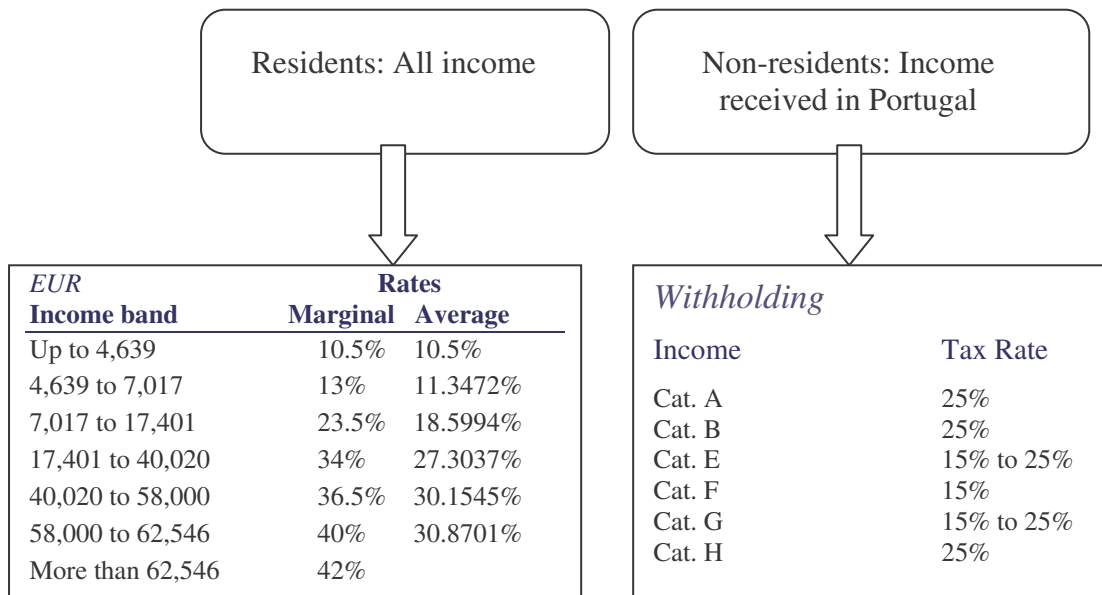 Residents: All income
Non-residents: Income
received in Portugal
EUR Rates
Income band Marginal Average
Up to 4,639 10.5% 10.5%
4,639 to 7,017 13% 11.3472%
7,017 to 17,401 23.5% 18.5994%
17,401 to 40,020 34% 27.3037%
40,020 to 58,000 36.5% 30.1545%
58,000 to 62,546 40% 30.8701%
More than 62,546 42%
Withholding
Income Tax Rate
Cat. A 25%
Cat. B 25%
Cat. E 15% to 25%
Cat. F 15%
Cat. G 15% to 25%
Cat. H 25%